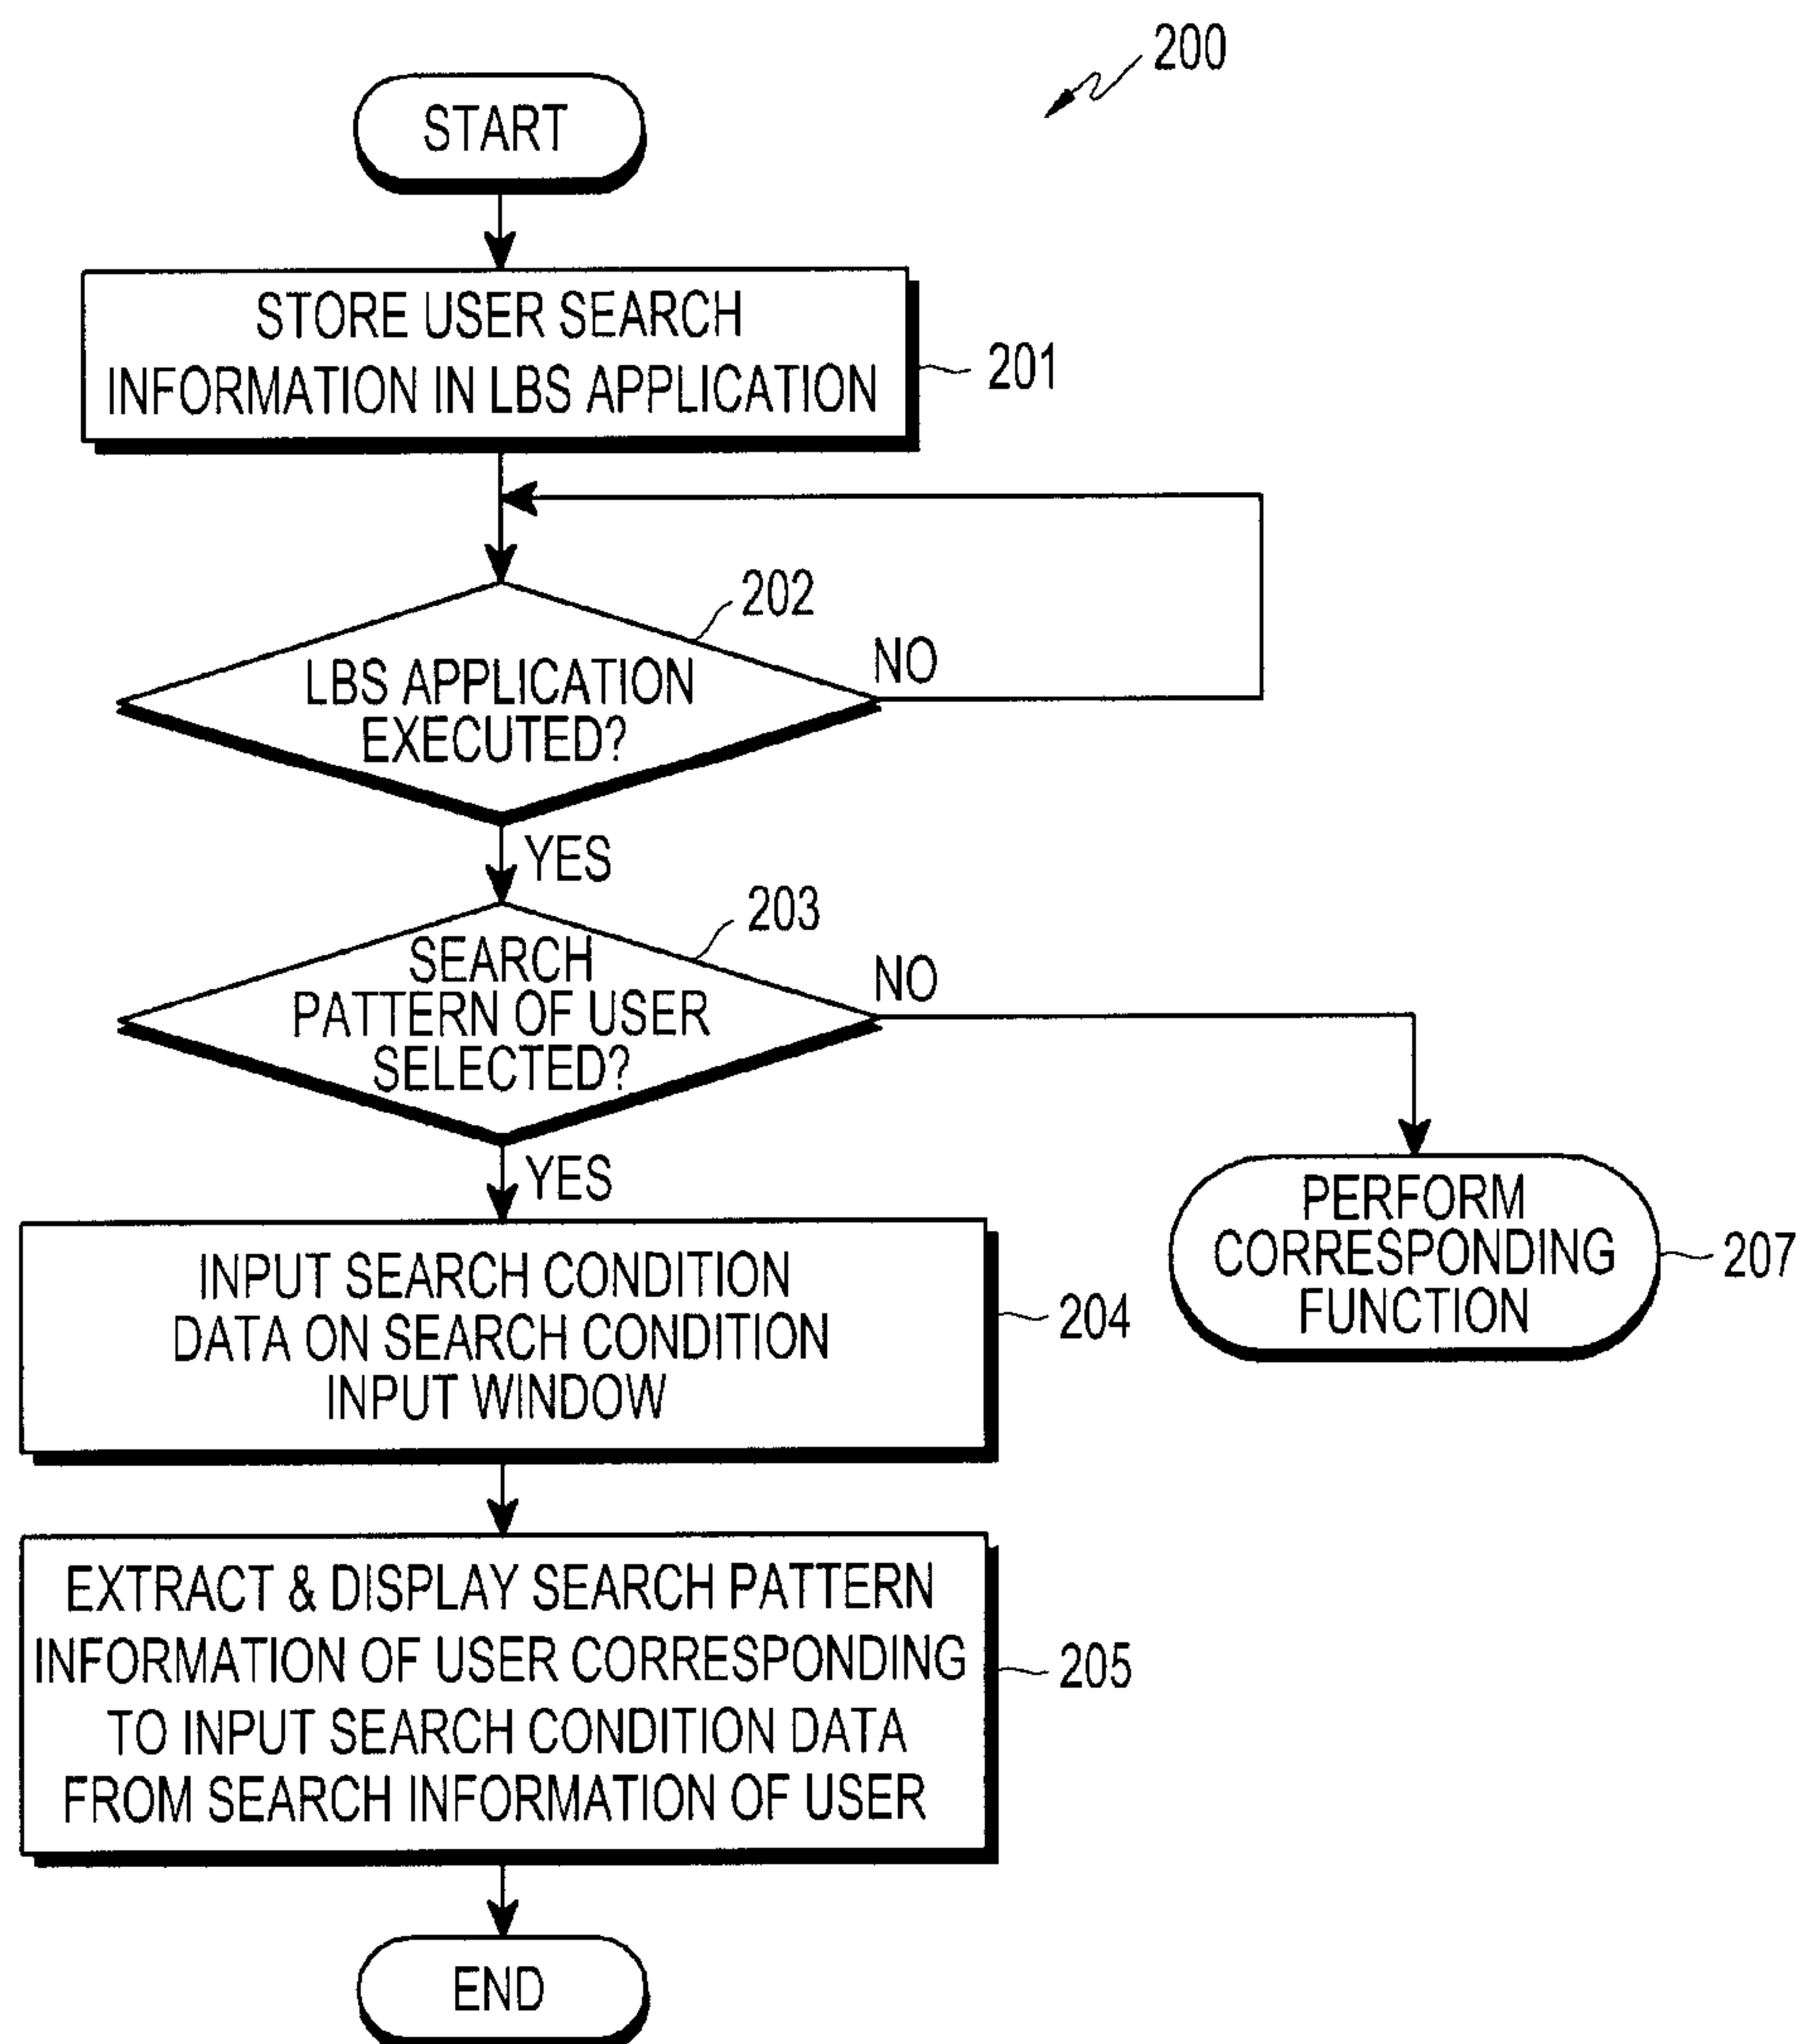 200
START
STORE USER SEARCH
INFORMATION IN LBS APPLICATION
201
202
LBS APPLICATION
EXECUTED?
NO
YES
203
SEARCH
PATTERN OF USER
SELECTED?
NO
YES
PERFORM
CORRESPONDING
FUNCTION
207
INPUT SEARCH CONDITION
DATA ON SEARCH CONDITION
INPUT WINDOW
204
EXTRACT & DISPLAY SEARCH PATTERN
INFORMATION OF USER CORRESPONDING
TO INPUT SEARCH CONDITION DATA
FROM SEARCH INFORMATION OF USER
205
END